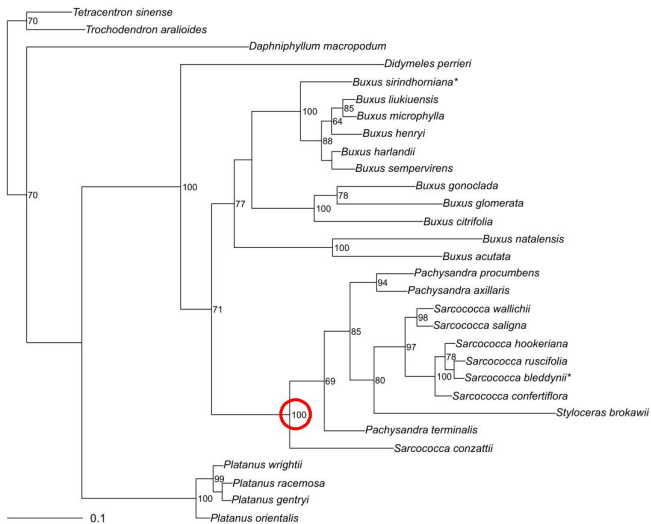 Tetracentron sinense
70
Trochodendron aralioides
Daphniphyllum macropodum
Didymeles perrieri
Buxus sirindhorniana*
Buxus liukiuensis
85
100
Buxus microphylla
64
Buxus henryi
88
Buxus harlandii
Buxus sempervirens
100
Buxus gonoclada
70
78
77
Buxus glomerata
100
Buxus citrifolia
Buxus natalensis
100
Buxus acutata
Pachysandra procumbens
94
Pachysandra axillaris
71
Sarcococca wallichii
98
Sarcococca saligna
85
97
Sarcococca hookeriana
78
Sarcococca ruscifolia
100
Sarcococca bleddynii*
69
80
Sarcococca confertiflora
Styloceras brokawii
100
Pachysandra terminalis
Sarcococca conzattii
Platanus wrightii
99
Platanus racemosa
100
Platanus gentryi
0.1
Platanus orientalis